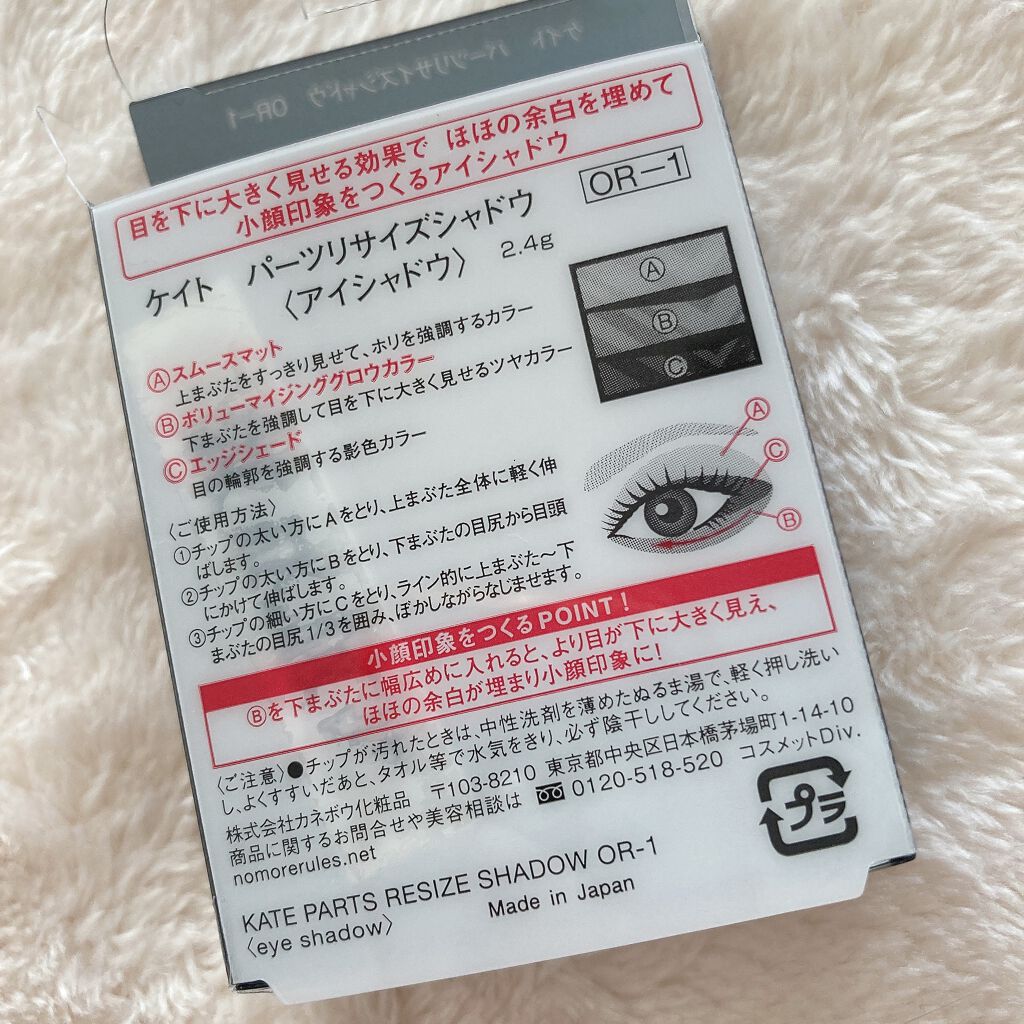 ケイト パーツリサイズシャドウ OR-1
目を下に大きく見せる効果で ほほの余白を埋めて
小顔印象をつくるアイシャドウ
OR-1
ケイト パーツリサイズシャドウ
〈アイシャドウ〉 2.4g
Ⓐ
Ⓑ
Ⓒ
Ⓐスムースマット
上まぶたをすっきり見せて、ホリを強調するカラー
Ⓑボリューマイジンググロウカラー
下まぶたを強調して目を下に大きく見せるツヤカラー
Ⓒエッジシェード
目の輪郭を強調する影色カラー
Ⓐ
Ⓒ
Ⓑ
〈ご使用方法〉
①チップの太い方にAをとり、上まぶた全体に軽く伸
ばします。
②チップの太い方にBをとり、下まぶたの目尻から目頭
にかけて伸ばします。
③チップの細い方にCをとり、ライン的に上まぶた～下
まぶたの目尻1/3を囲み、ぼかしながらなじませます。
小顔印象をつくるPOINT!
Ⓑを下まぶたに幅広めに入れると、より目が下に大きく見え、
ほほの余白が埋まり小顔印象に!
〈ご注意〉●チップが汚れたときは、中性洗剤を薄めたぬるま湯で、軽く押し洗い
し、よくすすいだあと、タオル等で水気をきり、必ず陰干ししてください。
株式会社カネボウ化粧品 〒103-8210 東京都中央区日本橋茅場町1-14-10
商品に関するお問合せや美容相談は 0120-518-520 コスメットDiv.
nomorerules.net
プラ
KATE PARTS RESIZE SHADOW OR-1
〈eye shadow〉 Made in Japan